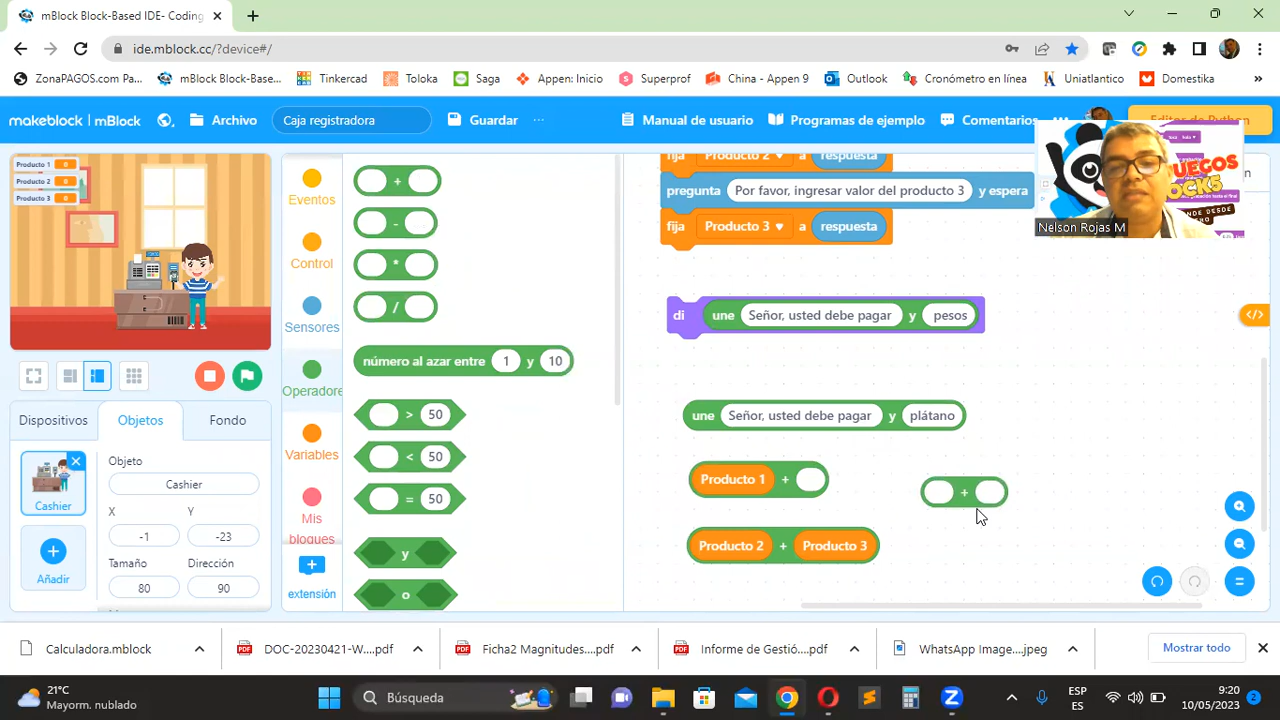 mBlock Block-Based IDE- Coding
ide.mblock.cc/?device#/
ZonaPAGOS.com Pa...
mBlock Block-Base...
Tinkercad
Toloka
Saga
Appen: Inicio
Superprof
China - Appen 9
Outlook
Cronómetro en línea
Uniatlantico
Domestika
»
makeblock | mBlock
Archivo
Caja registradora
Guardar
Manual de usuario
Programas de ejemplo
Comentarios
Editor de Python
Producto 1 0
Producto 2 0
Producto 3 0
Eventos
Control
Sensores
Operadore
Variables
Mis
bloques
extensión
+
-
*
/
número al azar entre 1 y 10
> 50
< 50
= 50
y
o
fija Producto 2 a respuesta
pregunta Por favor, ingresar valor del producto 3 y espera
fija Producto 3 a respuesta
di une Señor, usted debe pagar y pesos
une Señor, usted debe pagar y plátano
Producto 1 +
+
Producto 2 + Producto 3
Nelson Rojas M
Dispositivos
Objetos
Fondo
Cashier
Añadir
Objeto
Cashier
X
Y
-1
-23
Tamaño
Dirección
80
90
Calculadora.mblock
DOC-20230421-W....pdf
Ficha2 Magnitudes....pdf
Informe de Gestió....pdf
WhatsApp Image....jpeg
Mostrar todo
21°C
Mayorm. nublado
Búsqueda
ESP
ES
9:20
10/05/2023